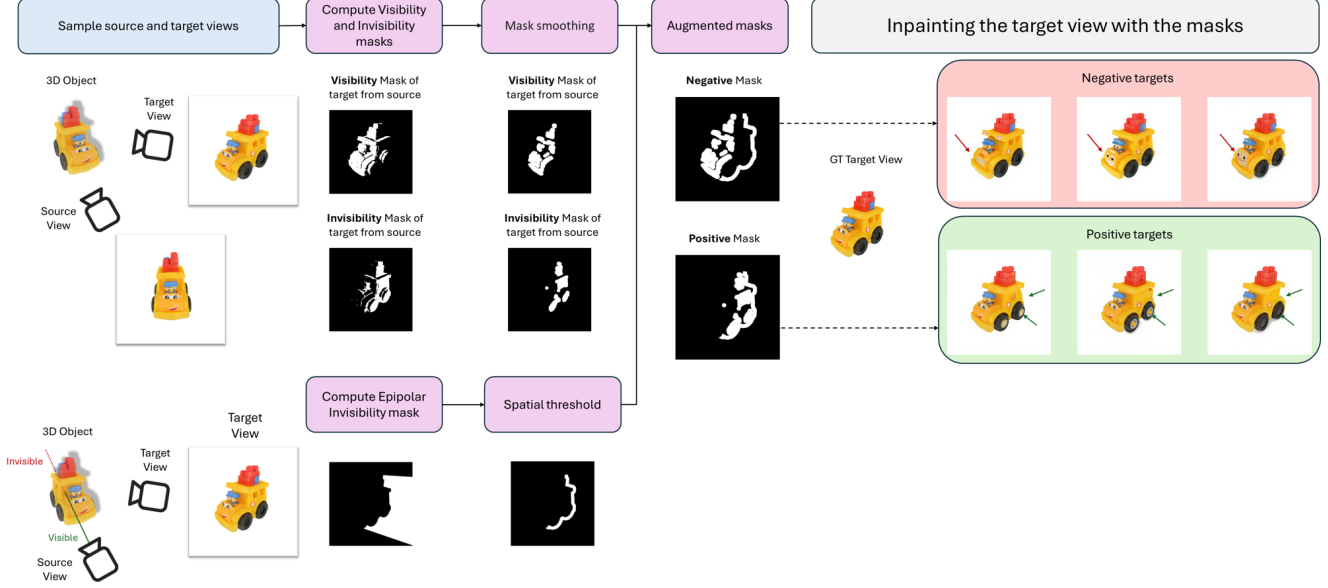 Sample source and target views
Compute Visibility
and Invisibility
masks
Mask smoothing
Augmented masks
Inpainting the target view with the masks
3D Object
Target
View
Source
View
Visibility Mask of
target from source
Visibility Mask of
target from source
Invisibility Mask of
target from source
Invisibility Mask of
target from source
Negative Mask
Positive Mask
GT Target View
Negative targets
Positive targets
Compute Epipolar
Invisibility mask
Spatial threshold
3D Object
Invisible
Visible
Target
View
Source
View
Target
View